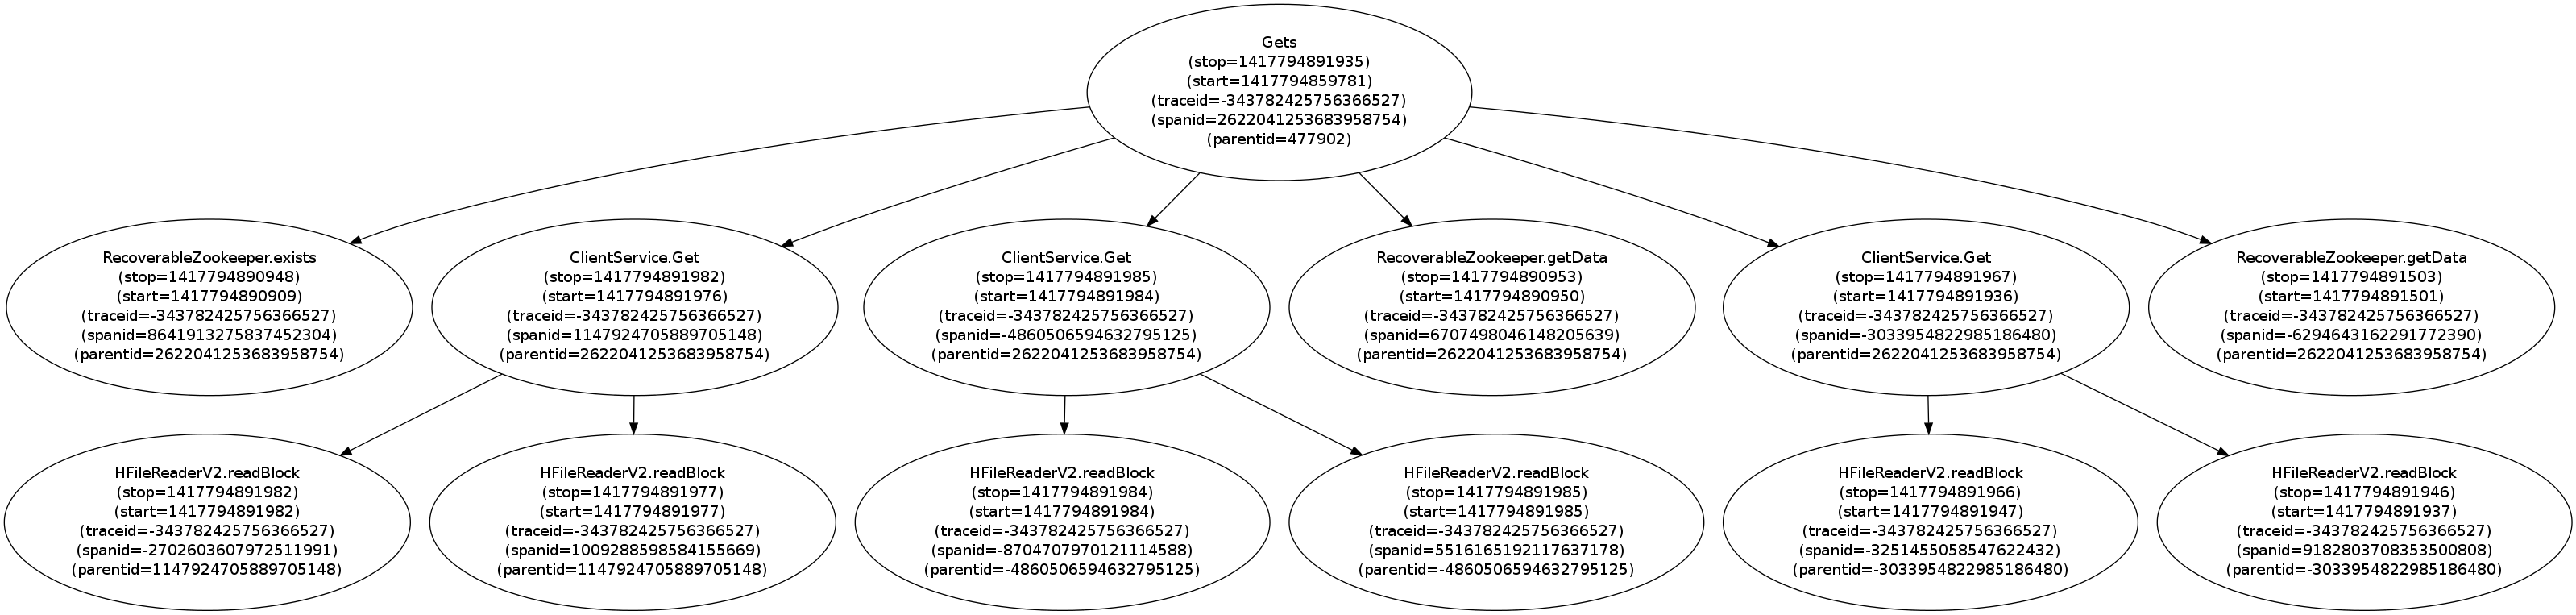 Gets
(stop=1417794891935)
(start=1417794859781)
(traceid=-343782425756366527)
(spanid=2622041253683958754)
(parentid=477902)
RecoverableZookeeper.exists
(stop=1417794890948)
(start=1417794890909)
(traceid=-343782425756366527)
(spanid=8641913275837452304)
(parentid=2622041253683958754)
ClientService.Get
(stop=1417794891982)
(start=1417794891976)
(traceid=-343782425756366527)
(spanid=1147924705889705148)
(parentid=2622041253683958754)
ClientService.Get
(stop=1417794891985)
(start=1417794891984)
(traceid=-343782425756366527)
(spanid=-4860506594632795125)
(parentid=2622041253683958754)
RecoverableZookeeper.getData
(stop=1417794890953)
(start=1417794890950)
(traceid=-343782425756366527)
(spanid=6707498046148205639)
(parentid=2622041253683958754)
ClientService.Get
(stop=1417794891967)
(start=1417794891936)
(traceid=-343782425756366527)
(spanid=-3033954822985186480)
(parentid=2622041253683958754)
RecoverableZookeeper.getData
(stop=1417794891503)
(start=1417794891501)
(traceid=-343782425756366527)
(spanid=-6294643162291772390)
(parentid=2622041253683958754)
HFileReaderV2.readBlock
(stop=1417794891982)
(start=1417794891982)
(traceid=-343782425756366527)
(spanid=-2702603607972511991)
(parentid=1147924705889705148)
HFileReaderV2.readBlock
(stop=1417794891977)
(start=1417794891977)
(traceid=-343782425756366527)
(spanid=1009288598584155669)
(parentid=1147924705889705148)
HFileReaderV2.readBlock
(stop=1417794891984)
(start=1417794891984)
(traceid=-343782425756366527)
(spanid=-8704707970121114588)
(parentid=-4860506594632795125)
HFileReaderV2.readBlock
(stop=1417794891985)
(start=1417794891985)
(traceid=-343782425756366527)
(spanid=5516165192117637178)
(parentid=-4860506594632795125)
HFileReaderV2.readBlock
(stop=1417794891966)
(start=1417794891947)
(traceid=-343782425756366527)
(spanid=-3251455058547622432)
(parentid=-3033954822985186480)
HFileReaderV2.readBlock
(stop=1417794891946)
(start=1417794891937)
(traceid=-343782425756366527)
(spanid=9182803708353500808)
(parentid=-3033954822985186480)